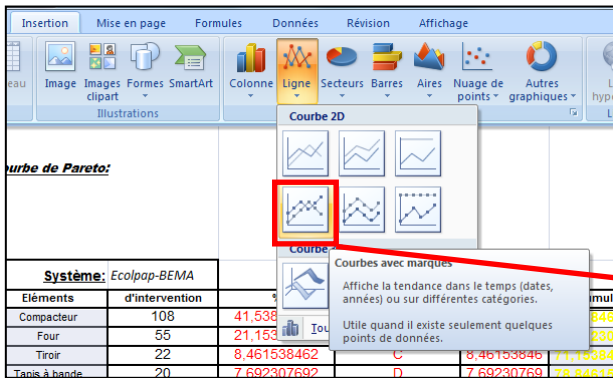 Insertion Mise en page Formules Données Révision Affichage
Image Images clipart Formes SmartArt Colonne Ligne Secteurs Barres Aires Nuage de points Autres graphiques
Illustrations
Courbe 2D
urbe de Pareto:
Courbes avec marques
Affiche la tendance dans le temps (dates,
années) ou sur différentes catégories.
Utile quand il existe seulement quelques
points de données.
Système: Ecolpap-BEMA
Eléments d'intervention
Compacteur 108 41,538
Four 55 21,153
Tiroir 22 8,461538462 C 8,46153846
Tapis à bande 20 7,692307692 D 7,69230769